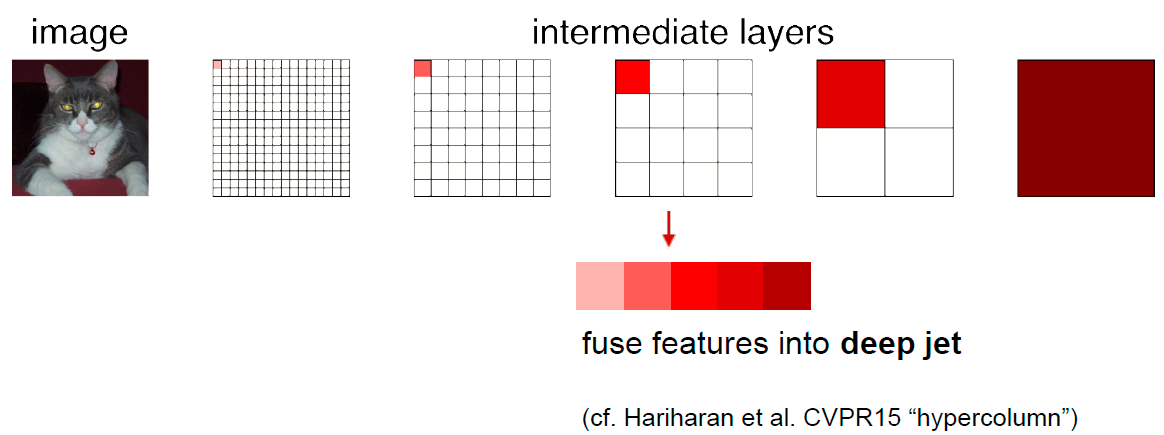 image
intermediate layers
fuse features into deep jet
(cf. Hariharan et al. CVPR15 “hypercolumn”)